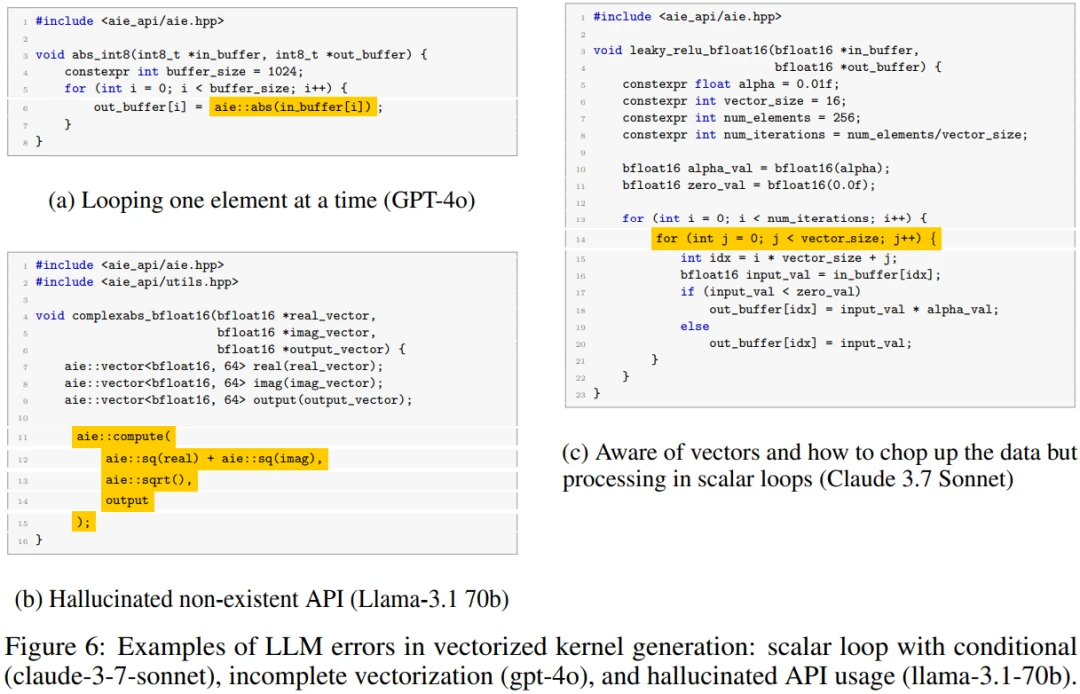 1 #include <aie_api/aie.hpp>
2
3 void abs_int8(int8_t *in_buffer, int8_t *out_buffer) {
4 constexpr int buffer_size = 1024;
5 for (int i = 0; i < buffer_size; i++) {
6 out_buffer[i] = aie::abs(in_buffer[i]);
7 }
8 }
(a) Looping one element at a time (GPT-4o)
1 #include <aie_api/aie.hpp>
2 #include <aie_api/utils.hpp>
3
4 void complexabs_bfloat16(bfloat16 *real_vector,
5 bfloat16 *imag_vector,
6 bfloat16 *output_vector) {
7 aie::vector<bfloat16, 64> real(real_vector);
8 aie::vector<bfloat16, 64> imag(imag_vector);
9 aie::vector<bfloat16, 64> output(output_vector);
10
11 aie::compute(
12 aie::sq(real) + aie::sq(imag),
13 aie::sqrt(),
14 output
15 );
16 }
(b) Hallucinated non-existent API (Llama-3.1 70b)
1 #include <aie_api/aie.hpp>
2
3 void leaky_relu_bfloat16(bfloat16 *in_buffer,
4 bfloat16 *out_buffer) {
5 constexpr float alpha = 0.01f;
6 constexpr int vector_size = 16;
7 constexpr int num_elements = 256;
8 constexpr int num_iterations = num_elements/vector_size;
9
10 bfloat16 alpha_val = bfloat16(alpha);
11 bfloat16 zero_val = bfloat16(0.0f);
12
13 for (int i = 0; i < num_iterations; i++) {
14 for (int j = 0; j < vector_size; j++) {
15 int idx = i * vector_size + j;
16 bfloat16 input_val = in_buffer[idx];
17 if (input_val < zero_val)
18 out_buffer[idx] = input_val * alpha_val;
19 else
20 out_buffer[idx] = input_val;
21 }
22 }
23 }
(c) Aware of vectors and how to chop up the data but
processing in scalar loops (Claude 3.7 Sonnet)
Figure 6: Examples of LLM errors in vectorized kernel generation: scalar loop with conditional
(claude-3-7-sonnet), incomplete vectorization (gpt-4o), and hallucinated API usage (llama-3.1-70b).